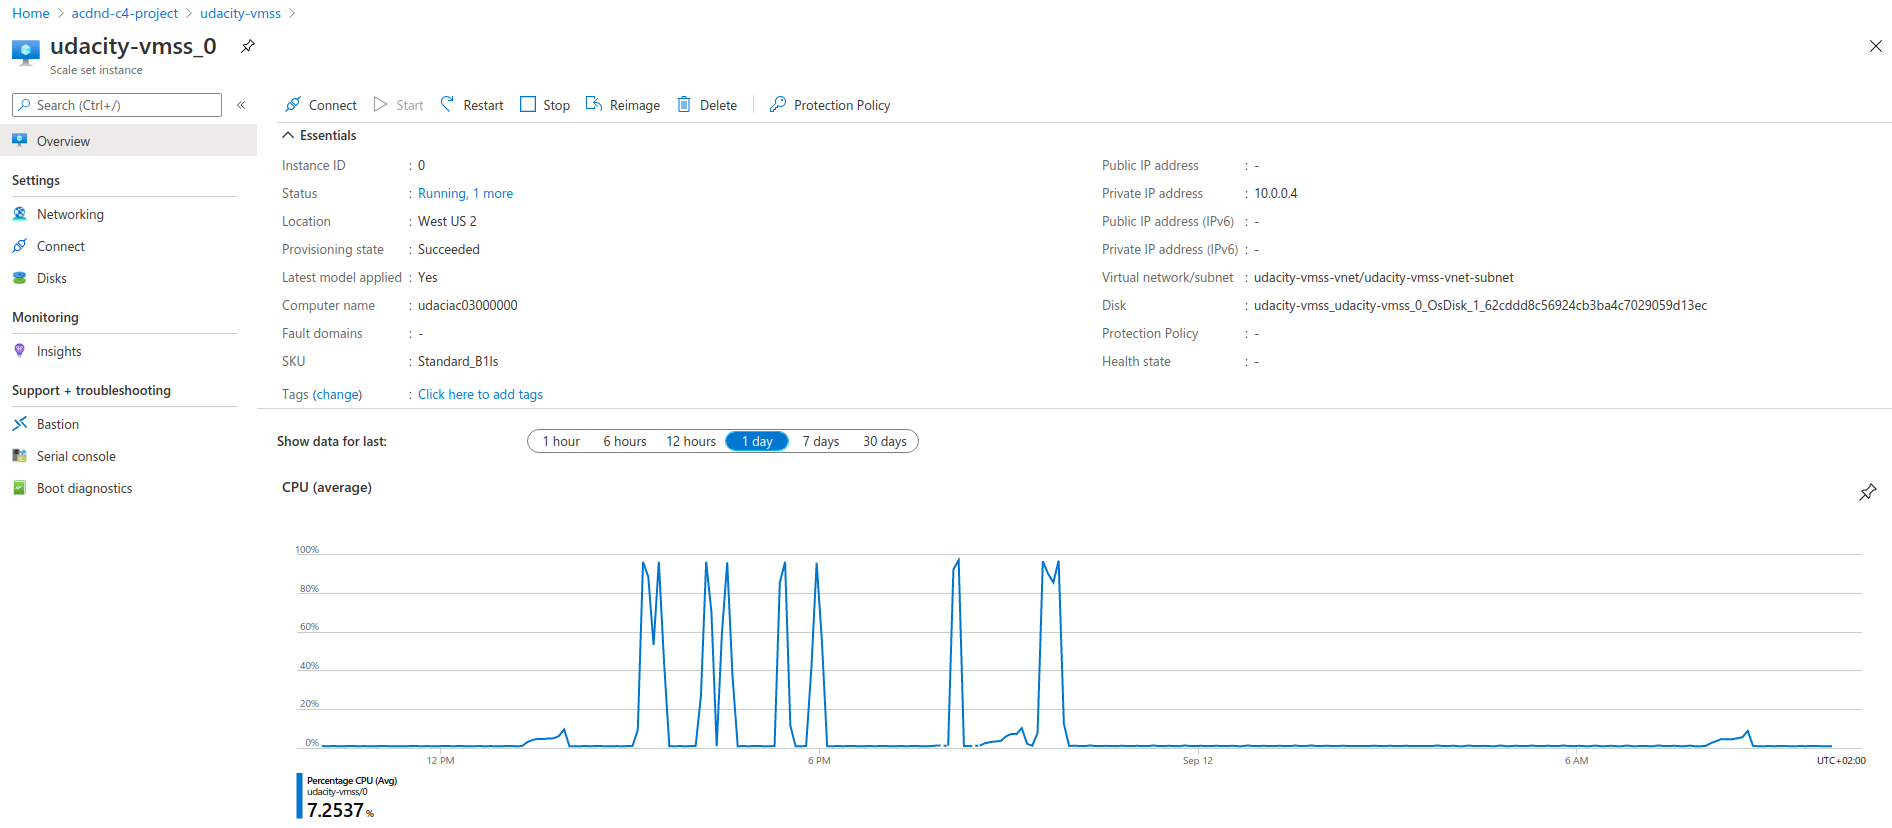 Home > acdnd-c4-project > udacity-vmss >
udacity-vmss_0
Scale set instance
Search (Ctrl+/)
«
Overview
Settings
Networking
Connect
Disks
Monitoring
Insights
Support + troubleshooting
Bastion
Serial console
Boot diagnostics
Connect Start Restart Stop Reimage Delete Protection Policy
Essentials
Instance ID : 0
Status : Running, 1 more
Location : West US 2
Provisioning state : Succeeded
Latest model applied : Yes
Computer name : udaciac03000000
Fault domains : -
SKU : Standard_B1ls
Tags (change) : Click here to add tags
Public IP address : -
Private IP address : 10.0.0.4
Public IP address (IPv6) : -
Private IP address (IPv6) : -
Virtual network/subnet : udacity-vmss-vnet/udacity-vmss-vnet-subnet
Disk : udacity-vmss_udacity-vmss_0_OsDisk_1_62cddd8c56924cb3ba4c7029059d13ec
Protection Policy : -
Health state : -
Show data for last: 1 hour 6 hours 12 hours 1 day 7 days 30 days
CPU (average)
100%
80%
60%
40%
20%
0%
12 PM 6 PM Sep 12 6 AM UTC+02:00
Percentage CPU (Avg)
udacity-vmss/0
7.2537 %